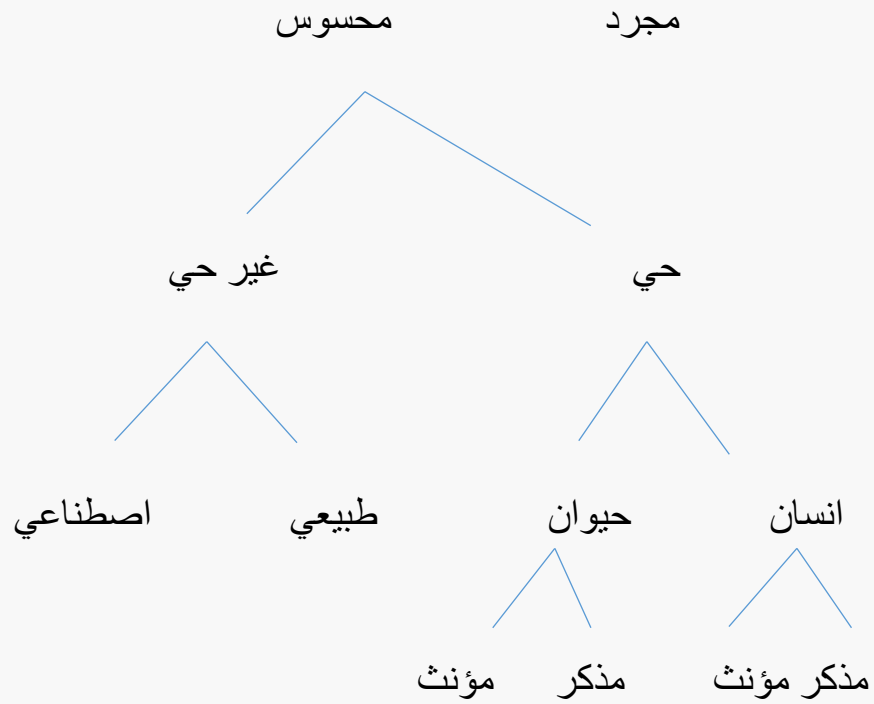 مجرد محسوس
حي غير حي
انسان حيوان طبيعي اصطناعي
مذكر مؤنث مذكر مؤنث